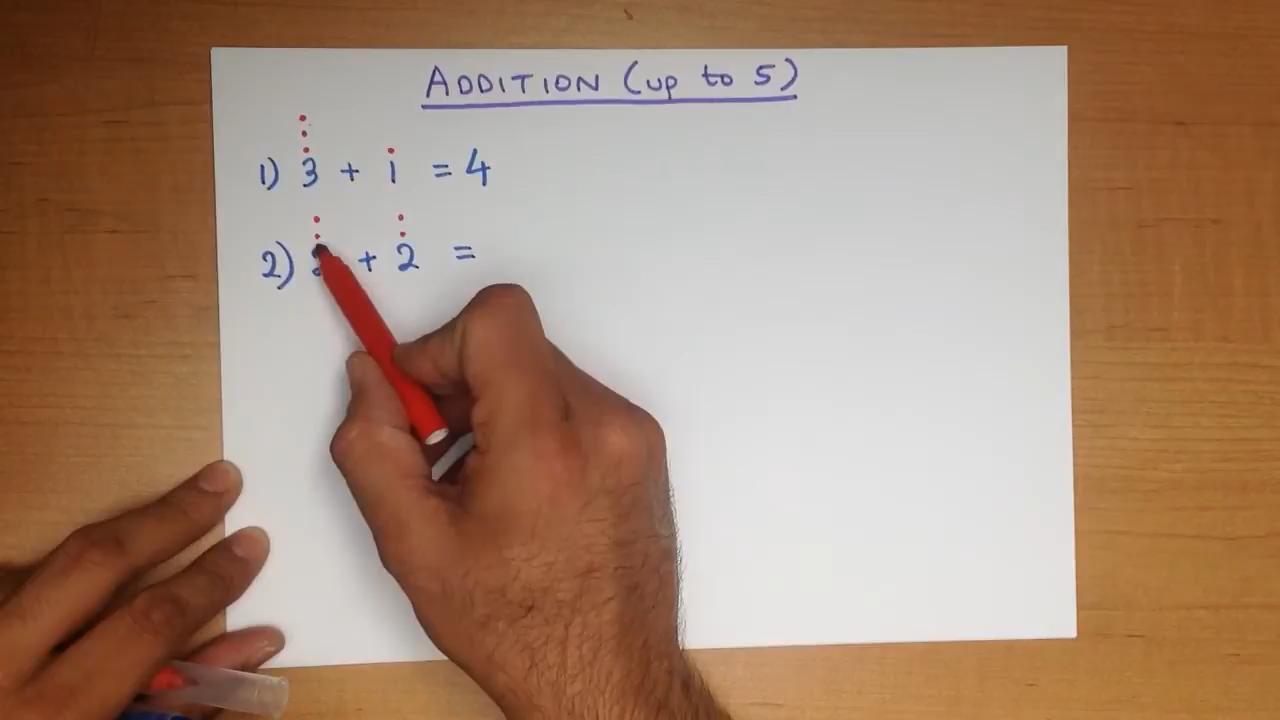 ADDITION (up to 5)
1) 3 + 1 = 4
2) + 2 =